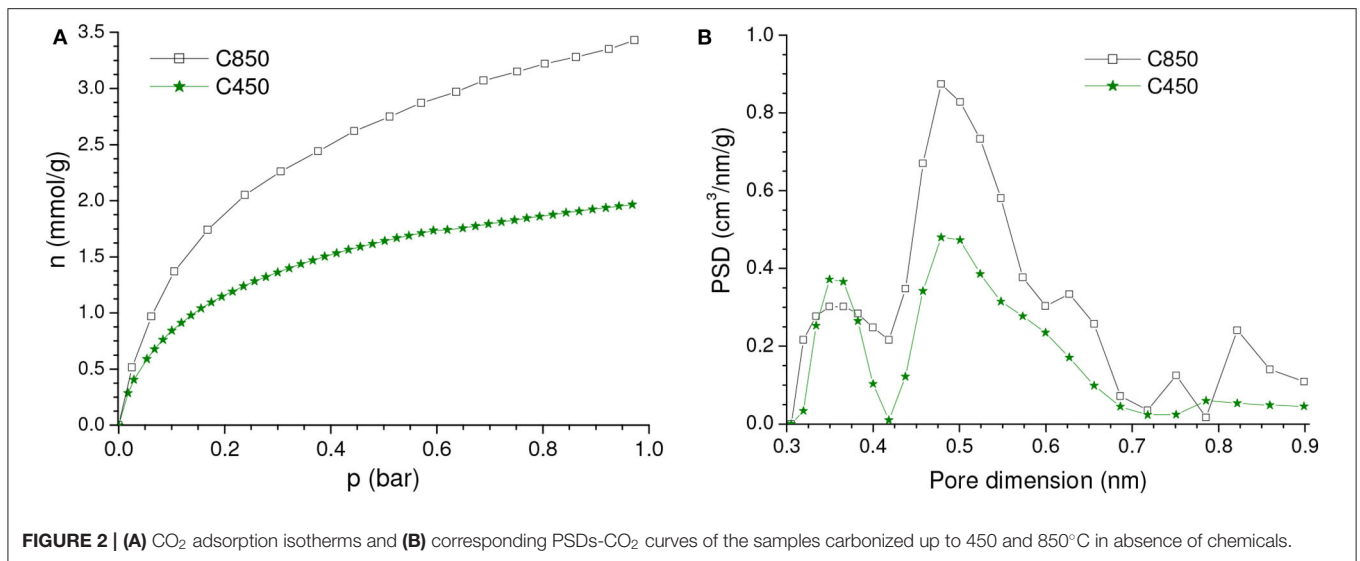 A
C850
C450
3.5
3.0
2.5
2.0
1.5
1.0
0.5
0.0
n (mmol/g)
0.0 0.2 0.4 0.6 0.8 1.0
p (bar)
B
C850
C450
1.0
0.8
0.6
0.4
0.2
0.0
PSD (cm³/nm/g)
0.3 0.4 0.5 0.6 0.7 0.8 0.9
Pore dimension (nm)
FIGURE 2 | (A) CO₂ adsorption isotherms and (B) corresponding PSDs-CO₂ curves of the samples carbonized up to 450 and 850°C in absence of chemicals.